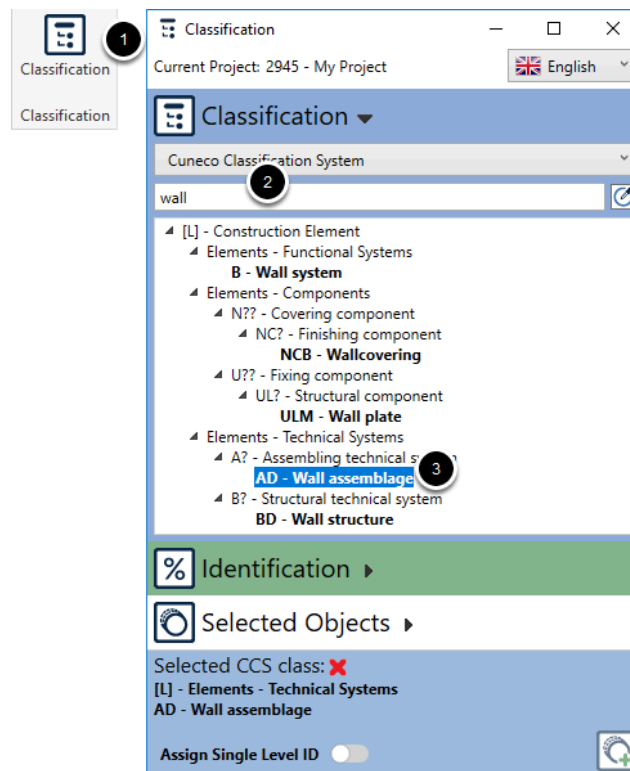 Classification
Classification
1
Classification
Current Project: 2945 - My Project
English
Classification
Cuneco Classification System
2
wall
[L] - Construction Element
Elements - Functional Systems
B - Wall system
Elements - Components
N?? - Covering component
NC? - Finishing component
NCB - Wallcovering
U?? - Fixing component
UL? - Structural component
ULM - Wall plate
Elements - Technical Systems
A? - Assembling technical
AD - Wall assemblage
3
B? - Structural technical system
BD - Wall structure
% Identification
Selected Objects
Selected CCS class:
[L] - Elements - Technical Systems
AD - Wall assemblage
Assign Single Level ID